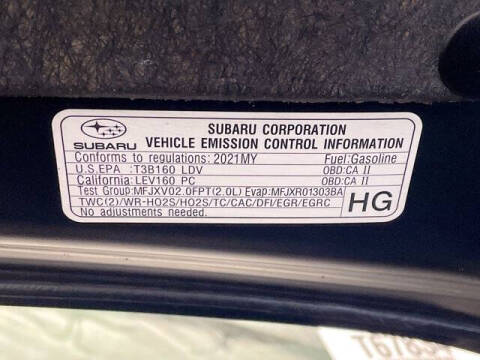 SUBARU CORPORATION
SUBARU VEHICLE EMISSION CONTROL INFORMATION
Conforms to regulations: 2021MY Fuel:Gasoline
U.S.EPA :T3B160 LDV OBD:CA II
California:LEV160 PC OBD:CA II
Test Group:MFJXV02.0FPT(2.0L) Evap:MFJXR01303BA
TWC(2)/WR-HO2S/HO2S/TC/CAC/DFI/EGR/EGRC
No adjustments needed.
HG